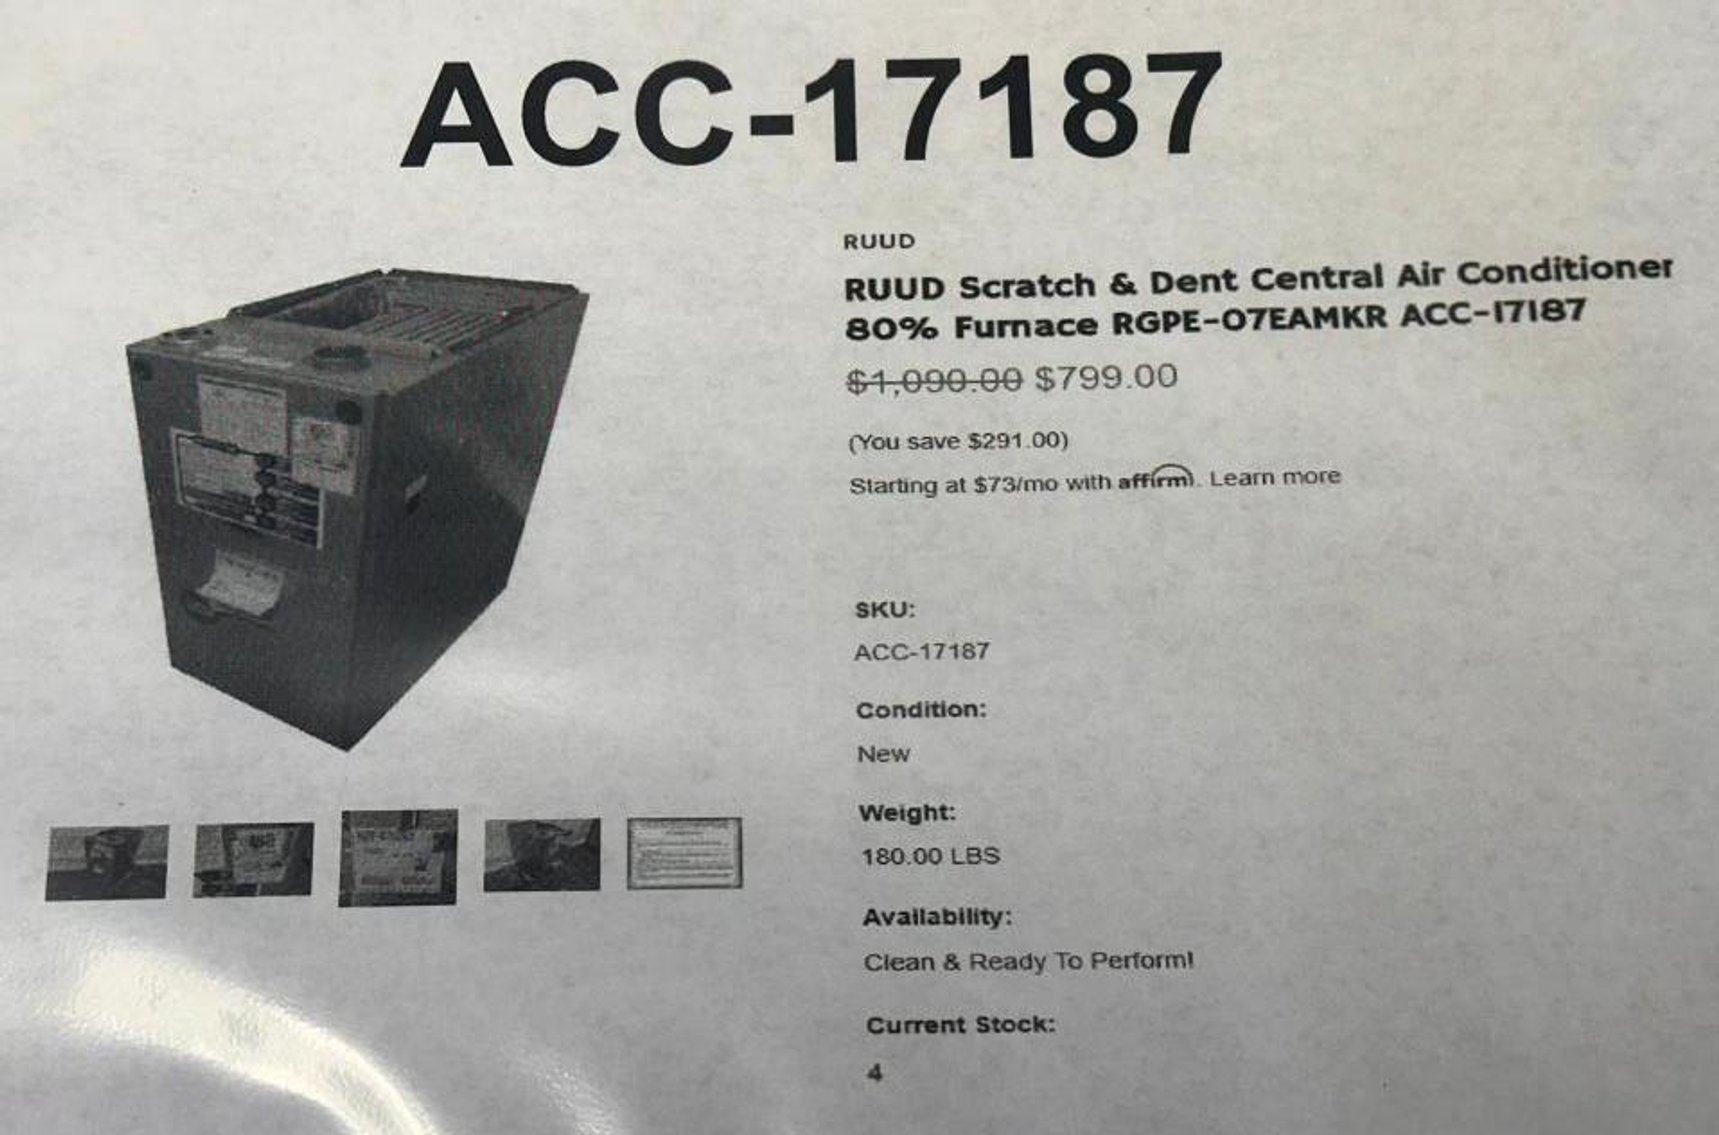 ACC-17187
RUUD
RUUD Scratch & Dent Central Air Conditioner
80% Furnace RGPE-07EAMKR ACC-17187
$1,090.00 $799.00
(You save $291.00)
Starting at $73/mo with affirm. Learn more
SKU:
ACC-17187
Condition:
New
Weight:
180.00 LBS
Availability:
Clean & Ready To Perform!
Current Stock:
4